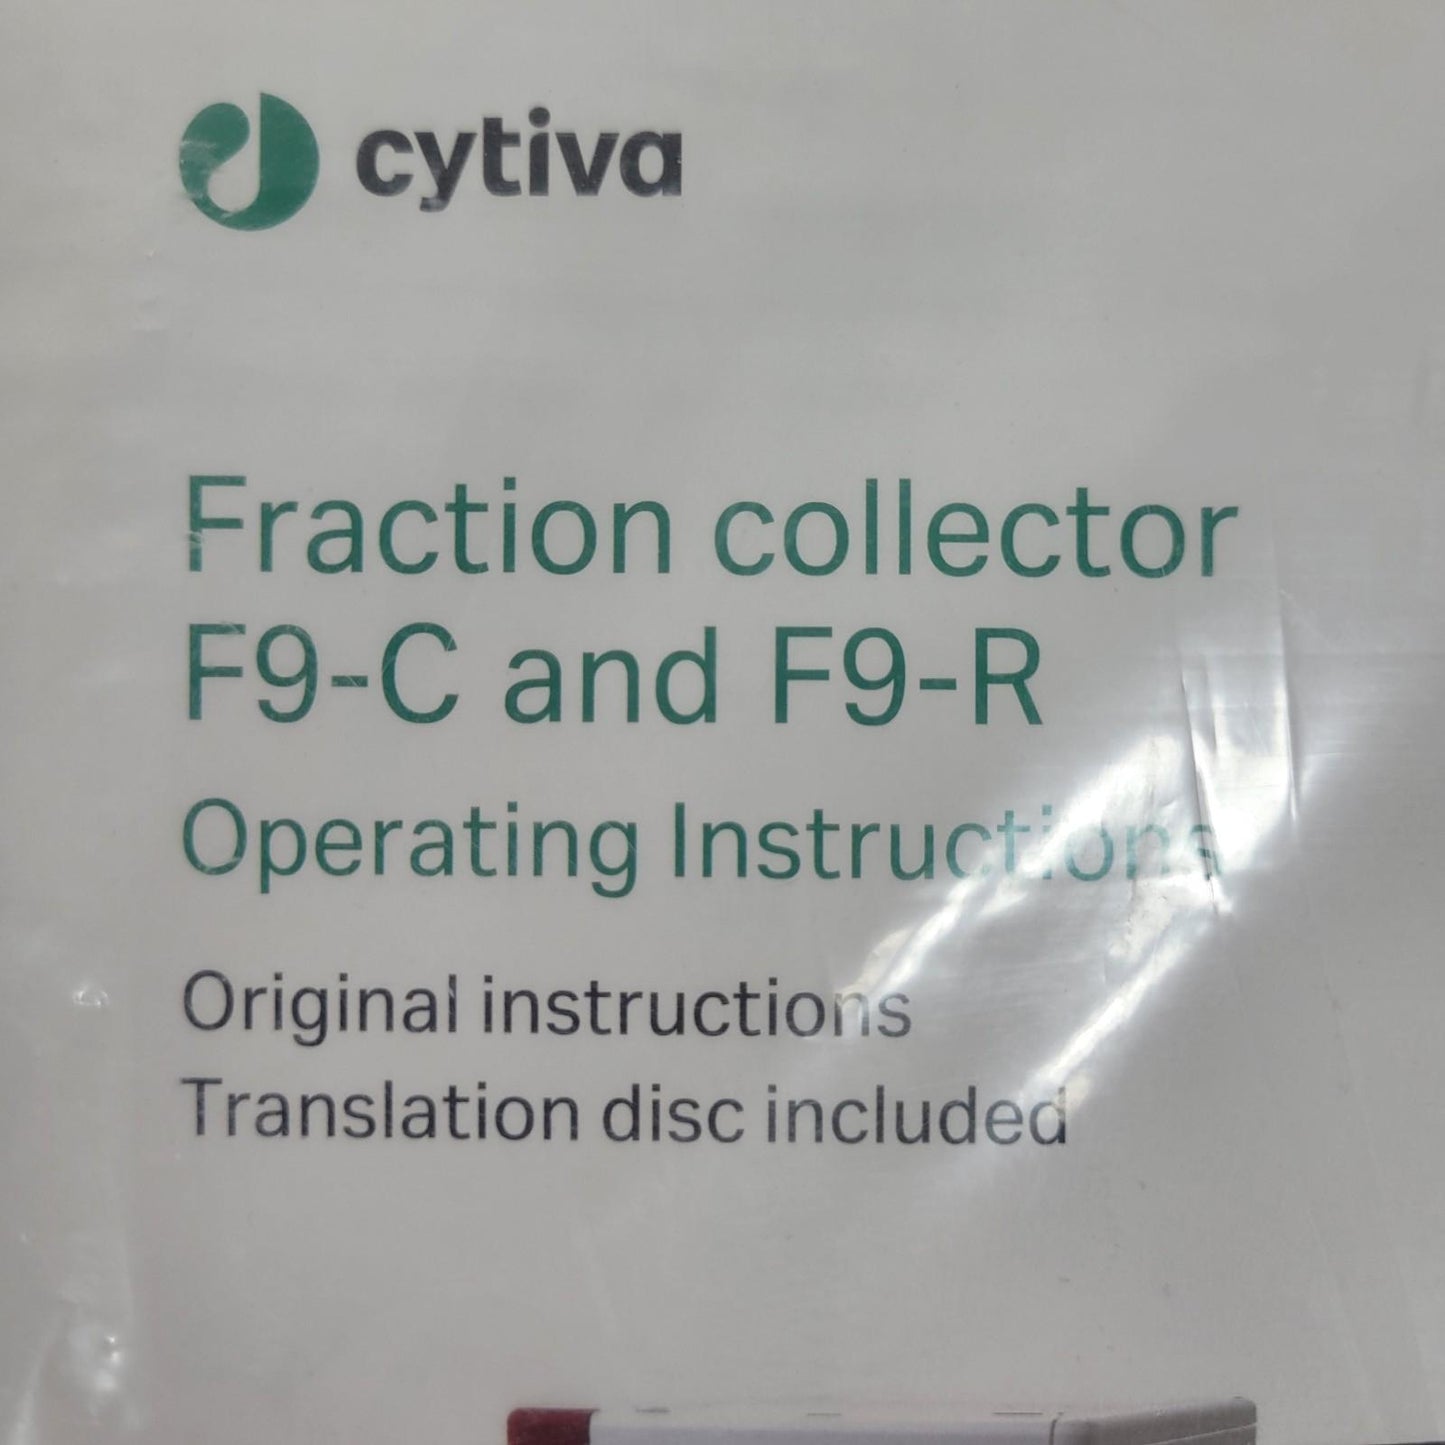 cytiva
Fraction collector
F9-C and F9-R
Operating Instructions
Original instructions
Translation disc included